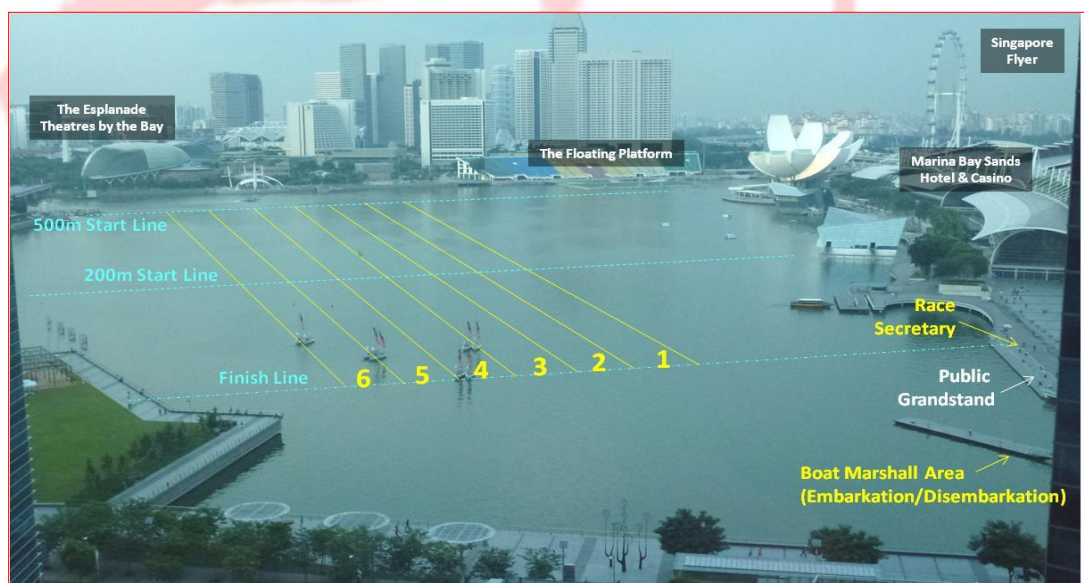 Singapore
Flyer
The Esplanade
Theatres by the Bay
The Floating Platform
Marina Bay Sands
Hotel & Casino
500m Start Line
200m Start Line
Race
Secretary
Finish Line
6
5
4
3
2
1
Public
Grandstand
Boat Marshall Area
(Embarkation/Disembarkation)